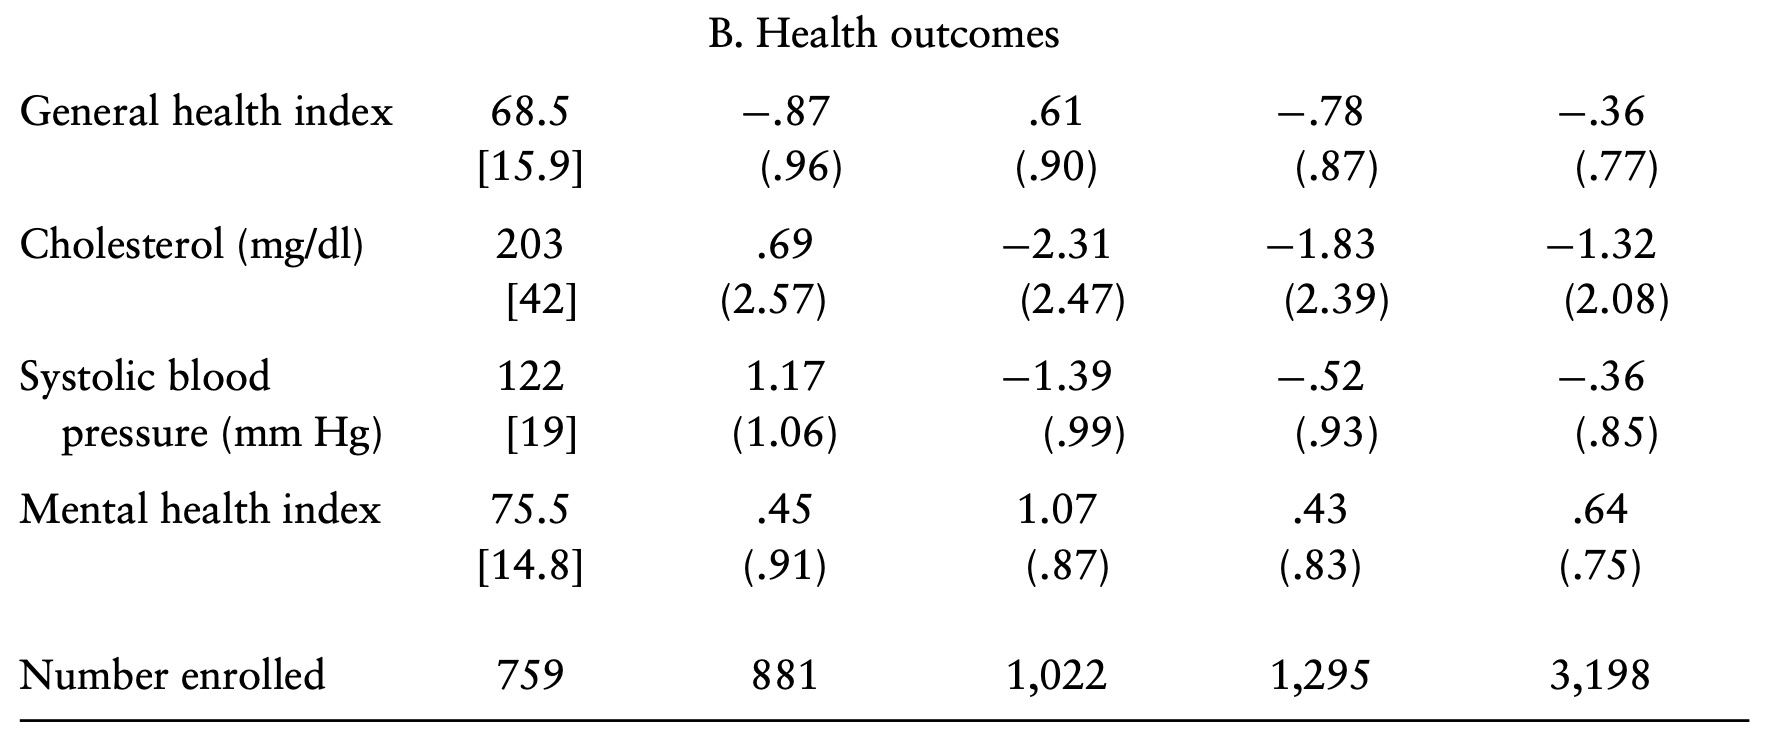 B. Health outcomes
General health index 68.5 −.87 .61 −.78 −.36
[15.9] (.96) (.90) (.87) (.77)
Cholesterol (mg/dl) 203 .69 −2.31 −1.83 −1.32
[42] (2.57) (2.47) (2.39) (2.08)
Systolic blood 122 1.17 −1.39 −.52 −.36
pressure (mm Hg) [19] (1.06) (.99) (.93) (.85)
Mental health index 75.5 .45 1.07 .43 .64
[14.8] (.91) (.87) (.83) (.75)
Number enrolled 759 881 1,022 1,295 3,198